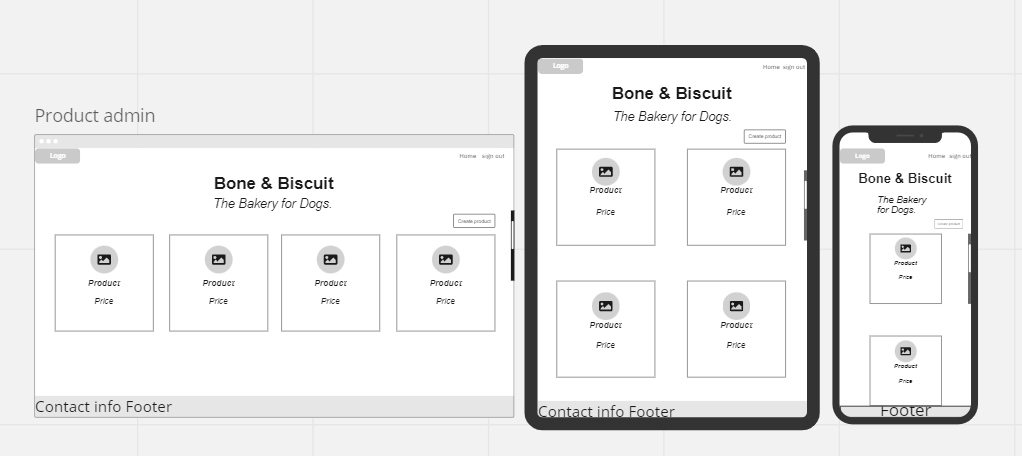 Product admin
Logo
Home sign out
Bone & Biscuit
The Bakery for Dogs.
Create product
Product Product Product Product
Price Price Price Price
Contact info Footer
Logo
Home sign out
Bone & Biscuit
The Bakery for Dogs.
Create product
Product Product
Price Price
Product Product
Price Price
Contact info Footer
Logo
Home sign out
Bone & Biscuit
The Bakery
for Dogs.
Create product
Product
Price
Product
Price
Footer